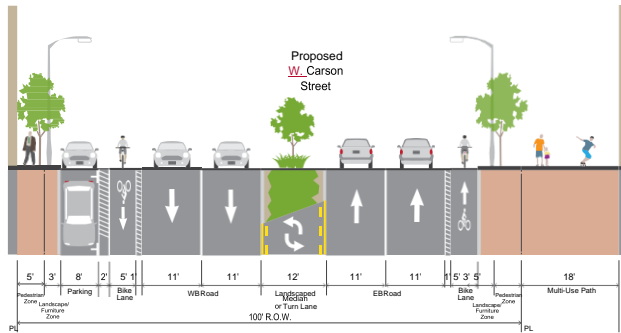 Proposed
W. Carson
Street
5' 3' 8' 2' 5' 1' 11' 11' 12' 11' 11' 1' 5' 3' 5' 18'
Pedestrian
Zone
Landscape/
Furniture
Zone
Parking
Bike
Lane
WB Road
Landscaped
Median
or Turn Lane
EB Road
Bike
Lane
Landscape/
Furniture
Zone
Pedestrian
Zone
Multi-Use Path
100' R.O.W.
PL
PL